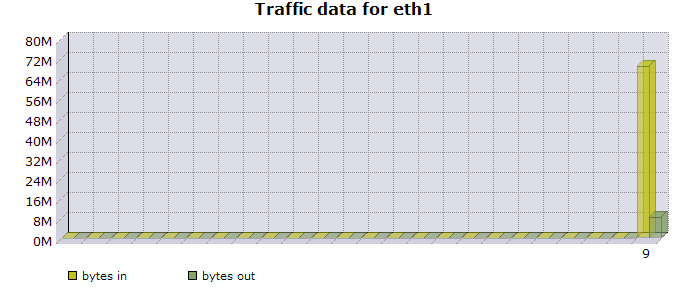 Traffic data for eth1
80M
72M
64M
56M
48M
40M
32M
24M
16M
8M
0M
9
bytes in
bytes out